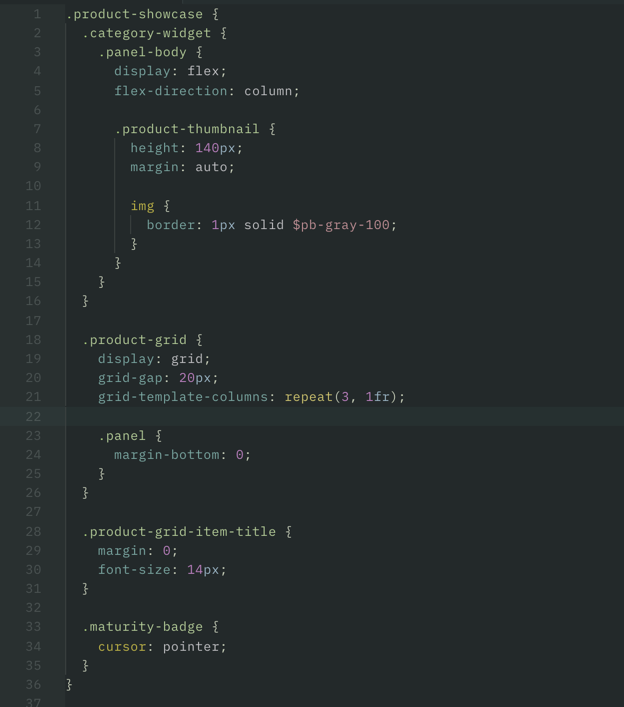 1 .product-showcase {
2 .category-widget {
3 .panel-body {
4 display: flex;
5 flex-direction: column;
6
7 .product-thumbnail {
8 height: 140px;
9 margin: auto;
10
11 img {
12 border: 1px solid $pb-gray-100;
13 }
14 }
15 }
16 }
17
18 .product-grid {
19 display: grid;
20 grid-gap: 20px;
21 grid-template-columns: repeat(3, 1fr);
22
23 .panel {
24 margin-bottom: 0;
25 }
26 }
27
28 .product-grid-item-title {
29 margin: 0;
30 font-size: 14px;
31 }
32
33 .maturity-badge {
34 cursor: pointer;
35 }
36 }
37